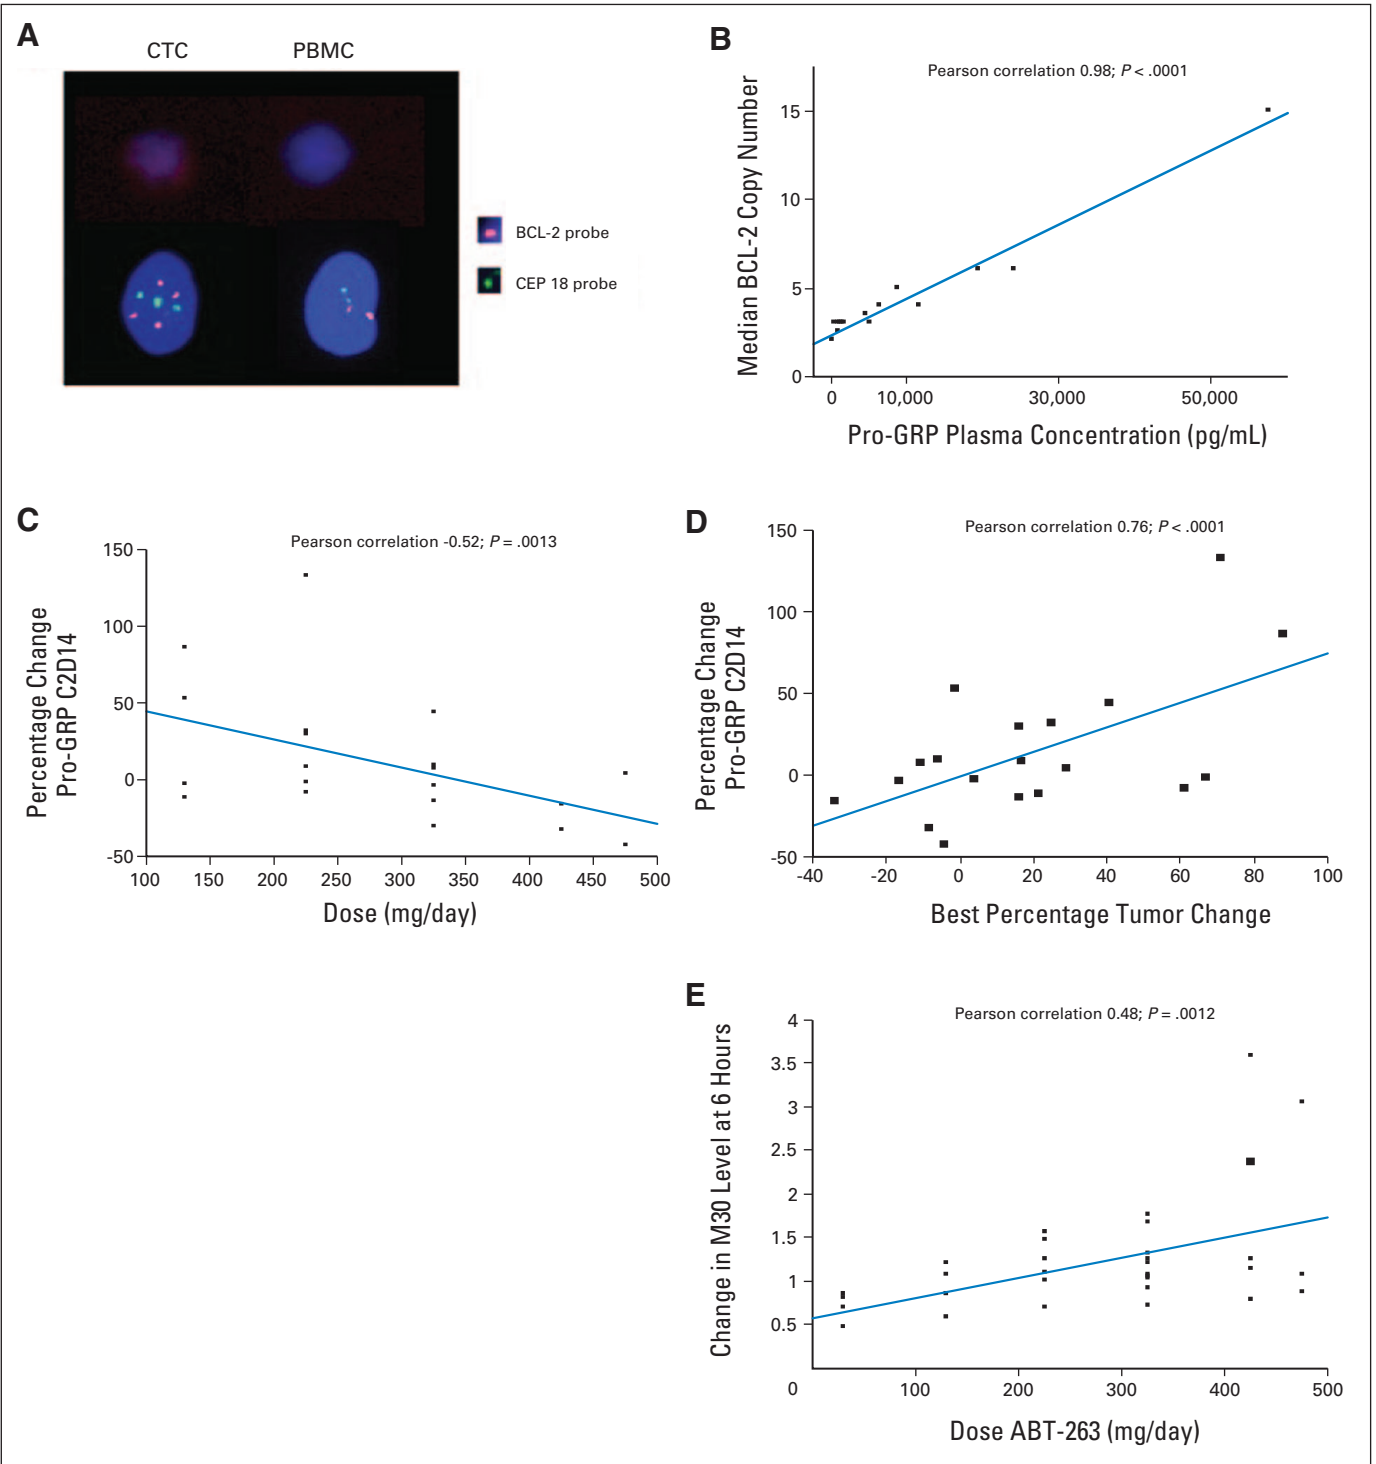 A
CTC PBMC
BCL-2 probe
CEP 18 probe
B
Pearson correlation 0.98; P < .0001
Median BCL-2 Copy Number
15
10
5
0
0 10,000 30,000 50,000
Pro-GRP Plasma Concentration (pg/mL)
C
Pearson correlation -0.52; P = .0013
Percentage Change
Pro-GRP C2D14
150
100
50
0
-50
100 150 200 250 300 350 400 450 500
Dose (mg/day)
D
Pearson correlation 0.76; P < .0001
Percentage Change
Pro-GRP C2D14
150
100
50
0
-50
-40 -20 0 20 40 60 80 100
Best Percentage Tumor Change
E
Pearson correlation 0.48; P = .0012
Change in M30 Level at 6 Hours
4
3.5
3
2.5
2
1.5
1
0.5
0 100 200 300 400 500
Dose ABT-263 (mg/day)